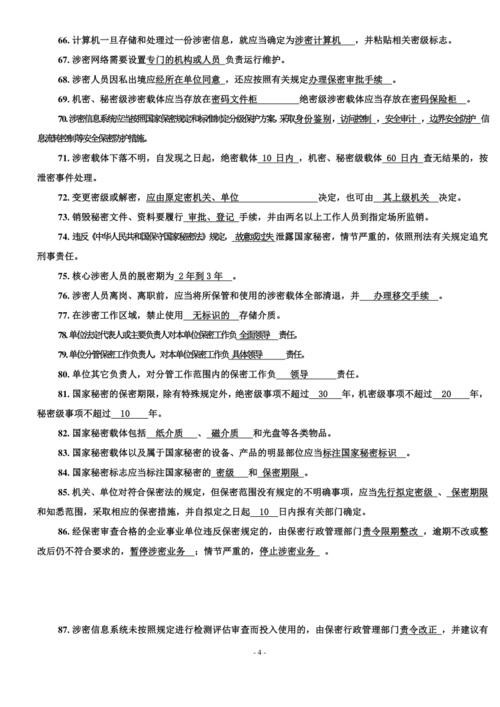 66. 计算机一旦存储和处理过一份涉密信息，就应当确定为涉密计算机 ，并粘贴相关密级标志。
67. 涉密网络需要设置专门的机构或人员 负责运行维护。
68. 涉密人员因私出境应经所在单位同意 ，还应按照有关规定办理保密审批手续 。
69. 机密、秘密级涉密载体应当存放在密码文件柜 绝密级涉密载体应当存放在密码保险柜 。
70. 涉密信息系统应当按照国家保密规定和标准制定分级保护方案，采取身份鉴别，访问控制 ，安全审计 ，边界安全防护 信
息流转控制等安全保密防护措施。
71. 涉密载体下落不明，自发现之日起，绝密级载体 10 日内 ，机密、秘密级载体 60 日内 查无结果的，按
泄密事件处理。
72. 变更密级或解密，应由原定密机关、单位 决定，也可由 其上级机关 决定。
73. 销毁秘密文件、资料要履行 审批、登记 手续，并由两名以上工作人员到指定场所监销。
74. 违反《中华人民共和国保守国家秘密法》规定， 故意或过失 泄露国家秘密，情节严重的，依照刑法有关规定追究
刑事责任。
75. 核心涉密人员的脱密期为 2 年到 3 年 。
76. 涉密人员离岗、离职前，应当将所保管和使用的涉密载体全部清退，并 办理移交手续 。
77. 在涉密工作区域，禁止使用 无标识的 存储介质。
78. 单位法定代表人或主要负责人对本单位保密工作负 全面领导 责任。
79. 单位分管保密工作负责人，对本单位保密工作负 具体领导 责任。
80. 单位其它负责人，对分管工作范围内的保密工作负 领导 责任。
81. 国家秘密的保密期限，除有特殊规定外，绝密级事项不超过 30 年，机密级事项不超过 20 年，
秘密级事项不超过 10 年。
82. 国家秘密载体包括 纸介质 、 磁介质 和光盘等各类物品。
83. 国家秘密载体以及属于国家秘密的设备、产品的明显部位应当标注国家秘密标识 。
84. 国家秘密标志应当标注国家秘密的 密级 和 保密期限 。
85. 机关、单位对符合保密法的规定，但保密范围没有规定的不明确事项，应当先行拟定密级 、 保密期限
和知悉范围，采取相应的保密措施，并自拟定之日起 10 日内报有关部门确定。
86. 经保密审查合格的企业事业单位违反保密规定的，由保密行政管理部门责令限期整改 ，逾期不改或整
改后仍不符合要求的，暂停涉密业务 ；情节严重的，停止涉密业务 。
87. 涉密信息系统未按照规定进行检测评估审查而投入使用的，由保密行政管理部门责令改正 ，并建议有
- 4 -